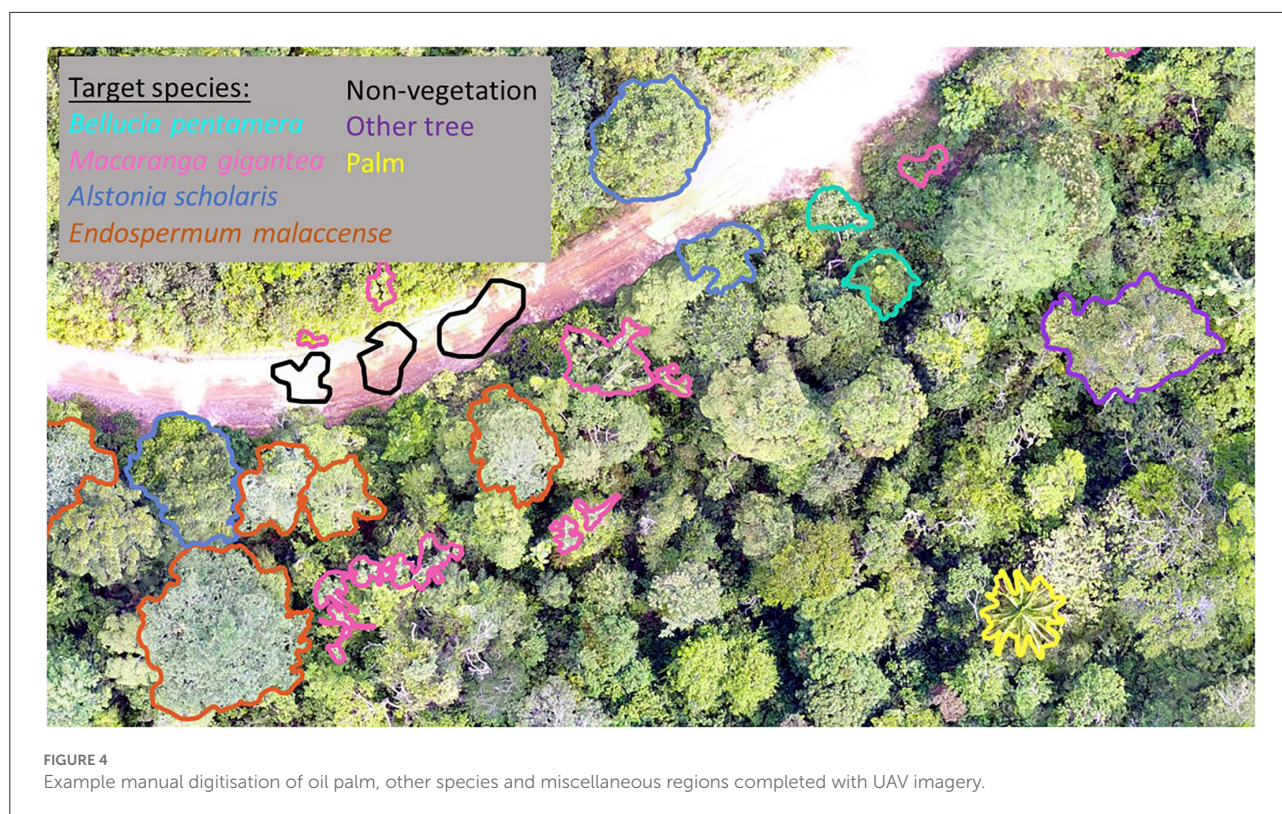 Target species:
Bellucia pentamera
Macaranga gigantea
Alstonia scholaris
Endospermum malaccense
Non-vegetation
Other tree
Palm
FIGURE 4
Example manual digitisation of oil palm, other species and miscellaneous regions completed with UAV imagery.